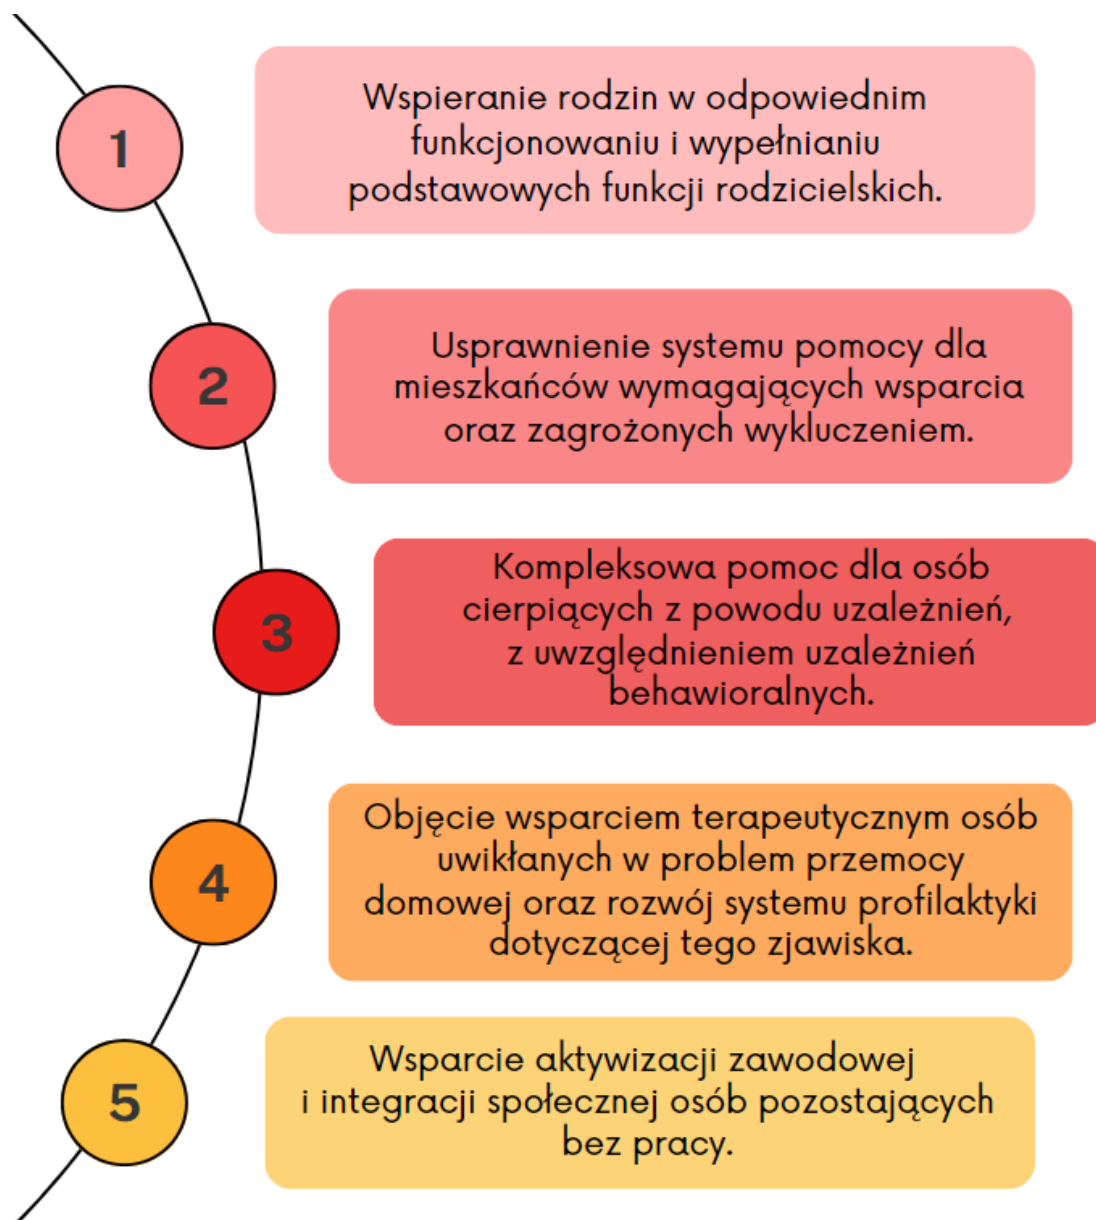 1
Wspieranie rodzin w odpowiednim
funkcjonowaniu i wypełnianiu
podstawowych funkcji rodzicielskich.
2
Usprawnienie systemu pomocy dla
mieszkańców wymagających wsparcia
oraz zagrożonych wykluczeniem.
3
Kompleksowa pomoc dla osób
cierpiących z powodu uzależnień,
z uwzględnieniem uzależnień
behawioralnych.
4
Objęcie wsparciem terapeutycznym osób
uwikłanych w problem przemocy
domowej oraz rozwój systemu profilaktyki
dotyczącej tego zjawiska.
5
Wsparcie aktywizacji zawodowej
i integracji społecznej osób pozostających
bez pracy.